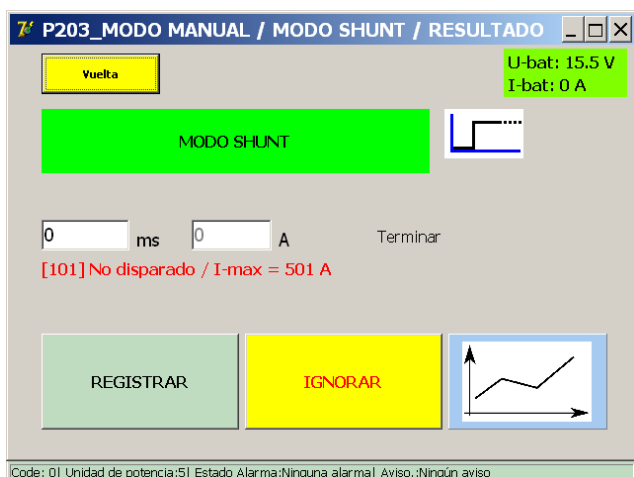 P203_MODO MANUAL / MODO SHUNT / RESULTADO
Vuelta
U-bat: 15.5 V
I-bat: 0 A
MODO SHUNT
0 ms 0 A Terminar
[101] No disparado / I-max = 501 A
REGISTRAR
IGNORAR
Code: 0| Unidad de potencia:5| Estado Alarma:Ninguna alarma| Aviso.:Ningún aviso